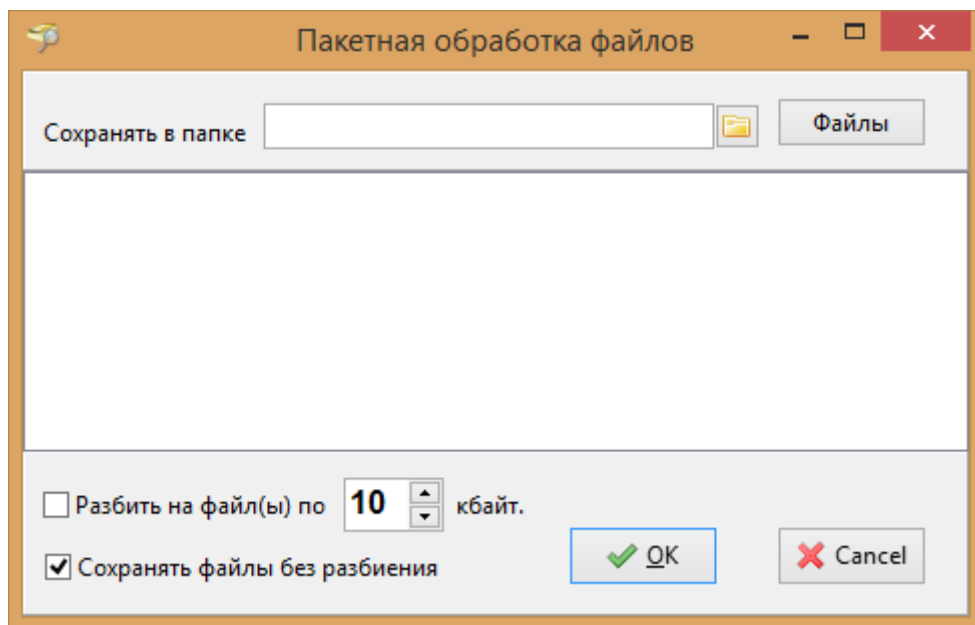 Пакетная обработка файлов
Сохранять в папке
Файлы
Разбить на файл(ы) по 10 кбайт.
Сохранять файлы без разбиения
OK
Cancel